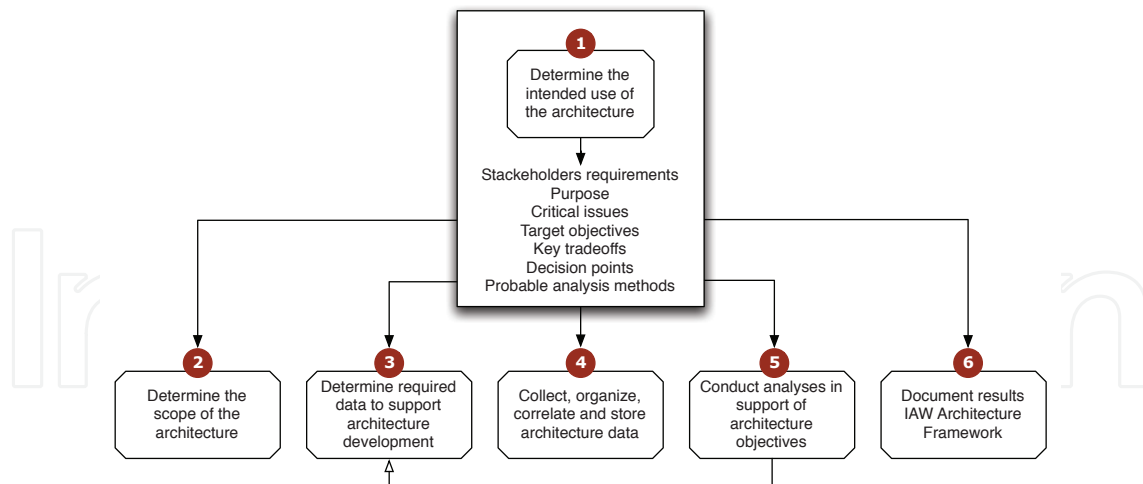 1
Determine the
intended use of
the architecture
Stackeholders requirements
Purpose
Critical issues
Target objectives
Key tradeoffs
Decision points
Probable analysis methods
2
Determine the
scope of the
architecture
3
Determine required
data to support
architecture
development
4
Collect, organize,
correlate and store
architecture data
5
Conduct analyses in
support of
architecture
objectives
6
Document results
IAW Architecture
Framework